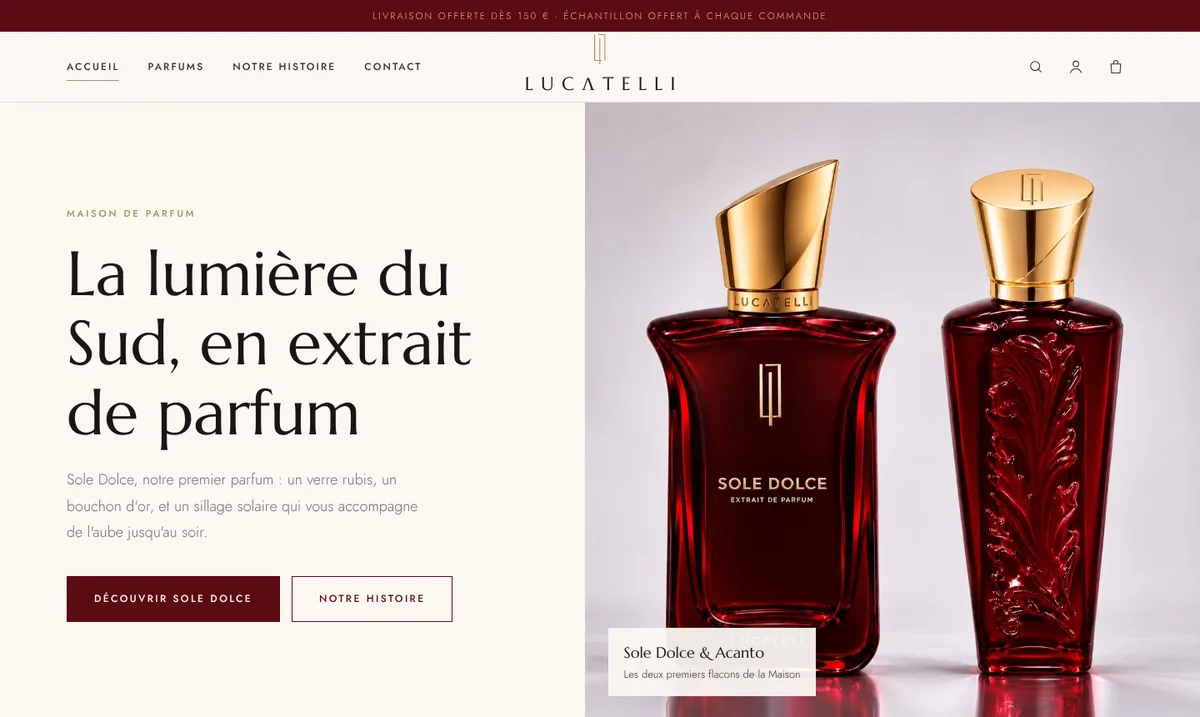 LIVRAISON OFFERTE DÈS 150 € · ÉCHANTILLON OFFERT À CHAQUE COMMANDE
ACCUEIL PARFUMS NOTRE HISTOIRE CONTACT
LUCATELLI
MAISON DE PARFUM
La lumière du
Sud, en extrait
de parfum
Sole Dolce, notre premier parfum : un verre rubis, un
bouchon d'or, et un sillage solaire qui vous accompagne
de l'aube jusqu'au soir.
DÉCOUVRIR SOLE DOLCE
NOTRE HISTOIRE
LUCATELLI
SOLE DOLCE
EXTRAIT DE PARFUM
LUCATELLI
Sole Dolce & Acanto
Les deux premiers flacons de la Maison